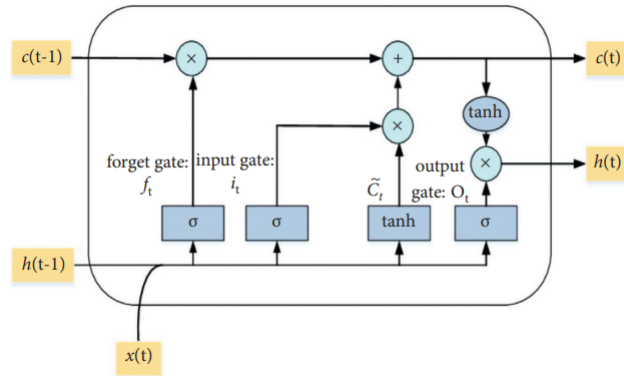 c(t-1)
×
+
c(t)
tanh
forget gate:
f_t
input gate:
i_t
×
C̃_t
output
gate: O_t
×
h(t)
σ
σ
tanh
σ
h(t-1)
x(t)